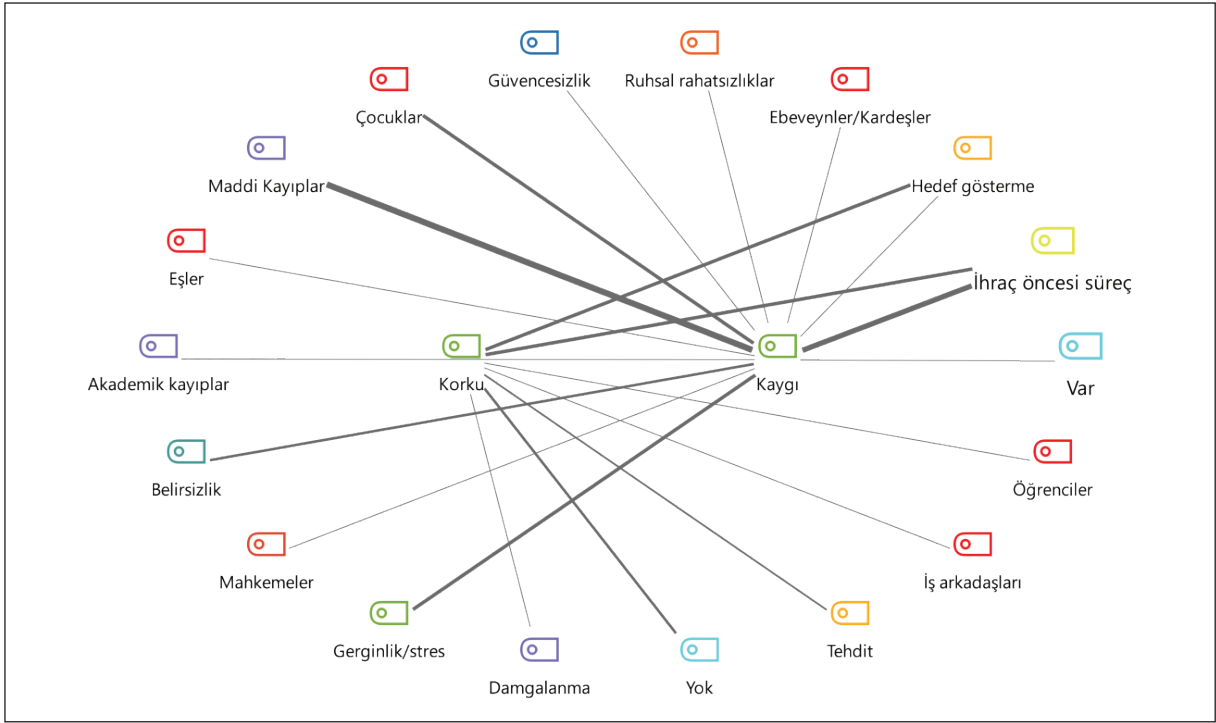 Güvencesizlik
Ruhsal rahatsızlıklar
Çocuklar
Ebeveynler/Kardeşler
Maddi Kayıplar
Hedef gösterme
Eşler
İhraç öncesi süreç
Akademik kayıplar
Korku
Kaygı
Var
Belirsizlik
Öğrenciler
Mahkemeler
İş arkadaşları
Gerginlik/stres
Tehdit
Damgalanma
Yok